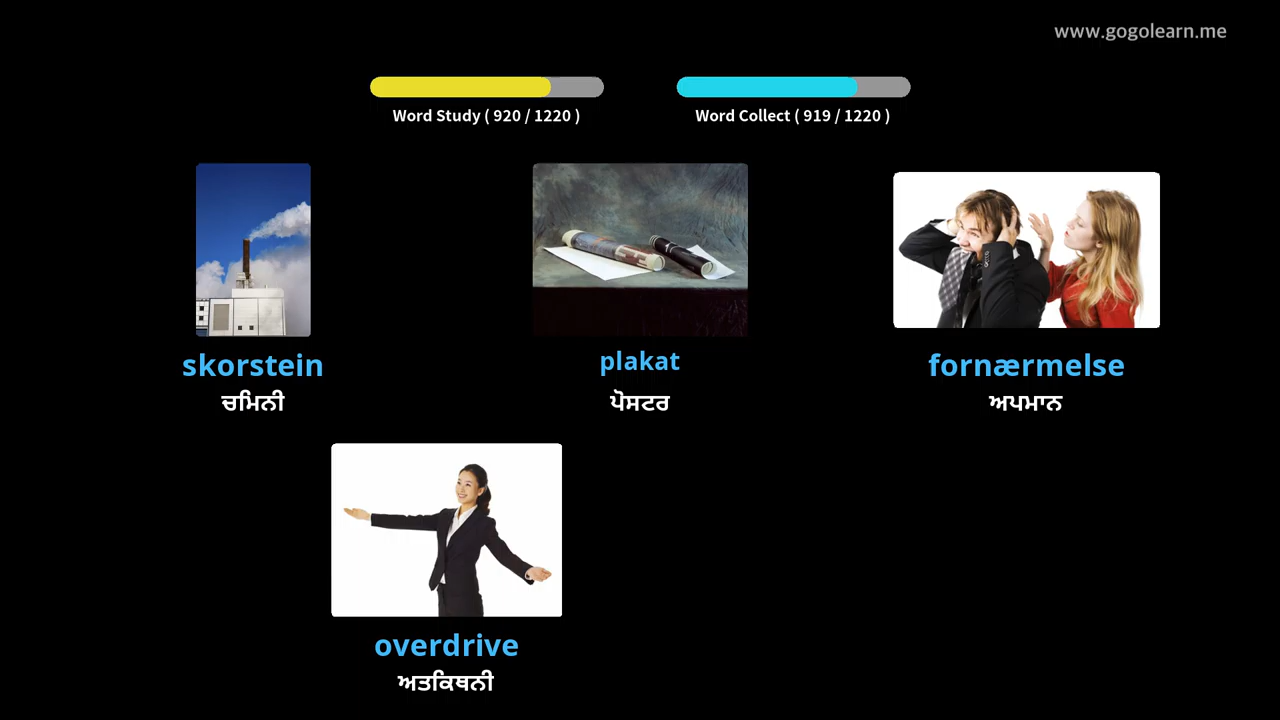 www.gogolearn.me
Word Study ( 920 / 1220 )
Word Collect ( 919 / 1220 )
skorstein
ਚਿਮਨੀ
plakat
ਪੋਸਟਰ
fornærmelse
ਅਪਮਾਨ
overdrive
ਅਤਕਿਥਨੀ